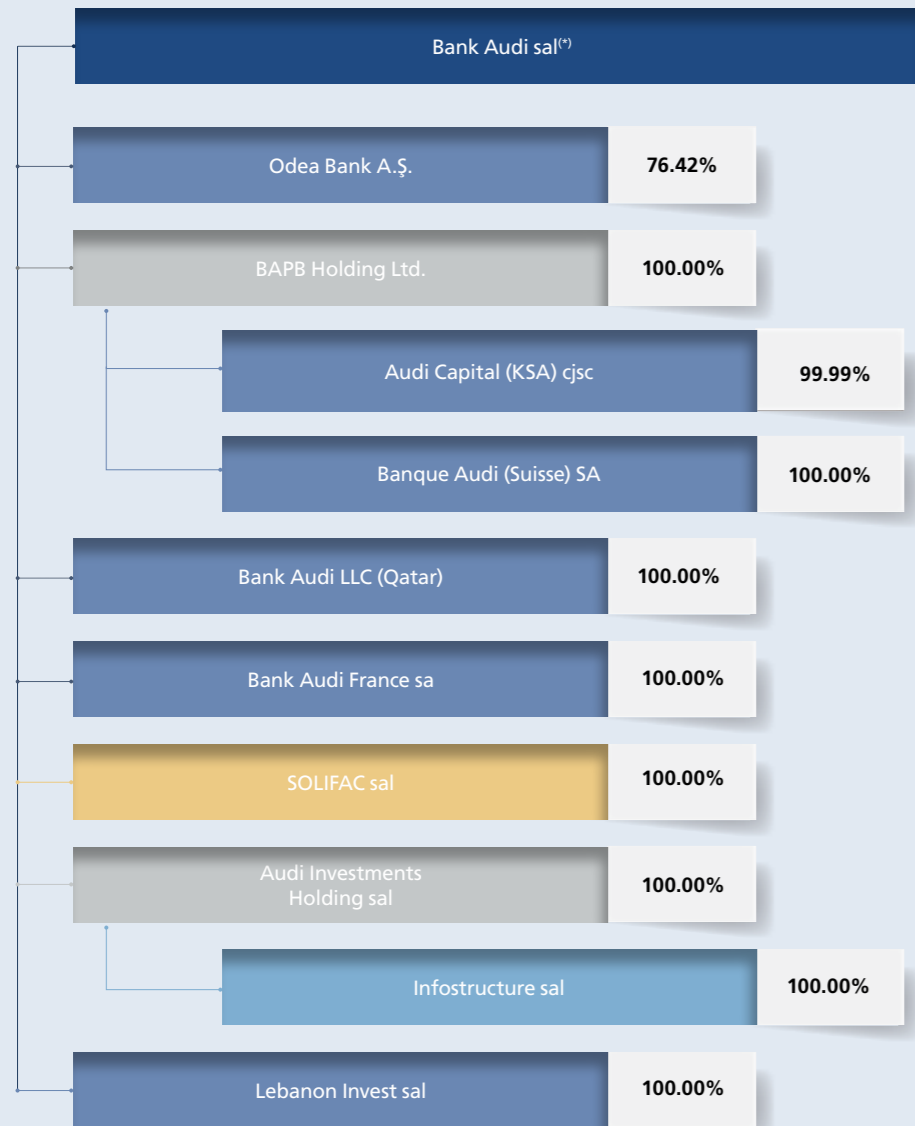 Bank Audi sal(*)
Odea Bank A.Ş.
76.42%
BAPB Holding Ltd.
100.00%
Audi Capital (KSA) cjsc
99.99%
Banque Audi (Suisse) SA
100.00%
Bank Audi LLC (Qatar)
100.00%
Bank Audi France sa
100.00%
SOLIFAC sal
100.00%
Audi Investments
Holding sal
100.00%
Infostructure sal
100.00%
Lebanon Invest sal
100.00%